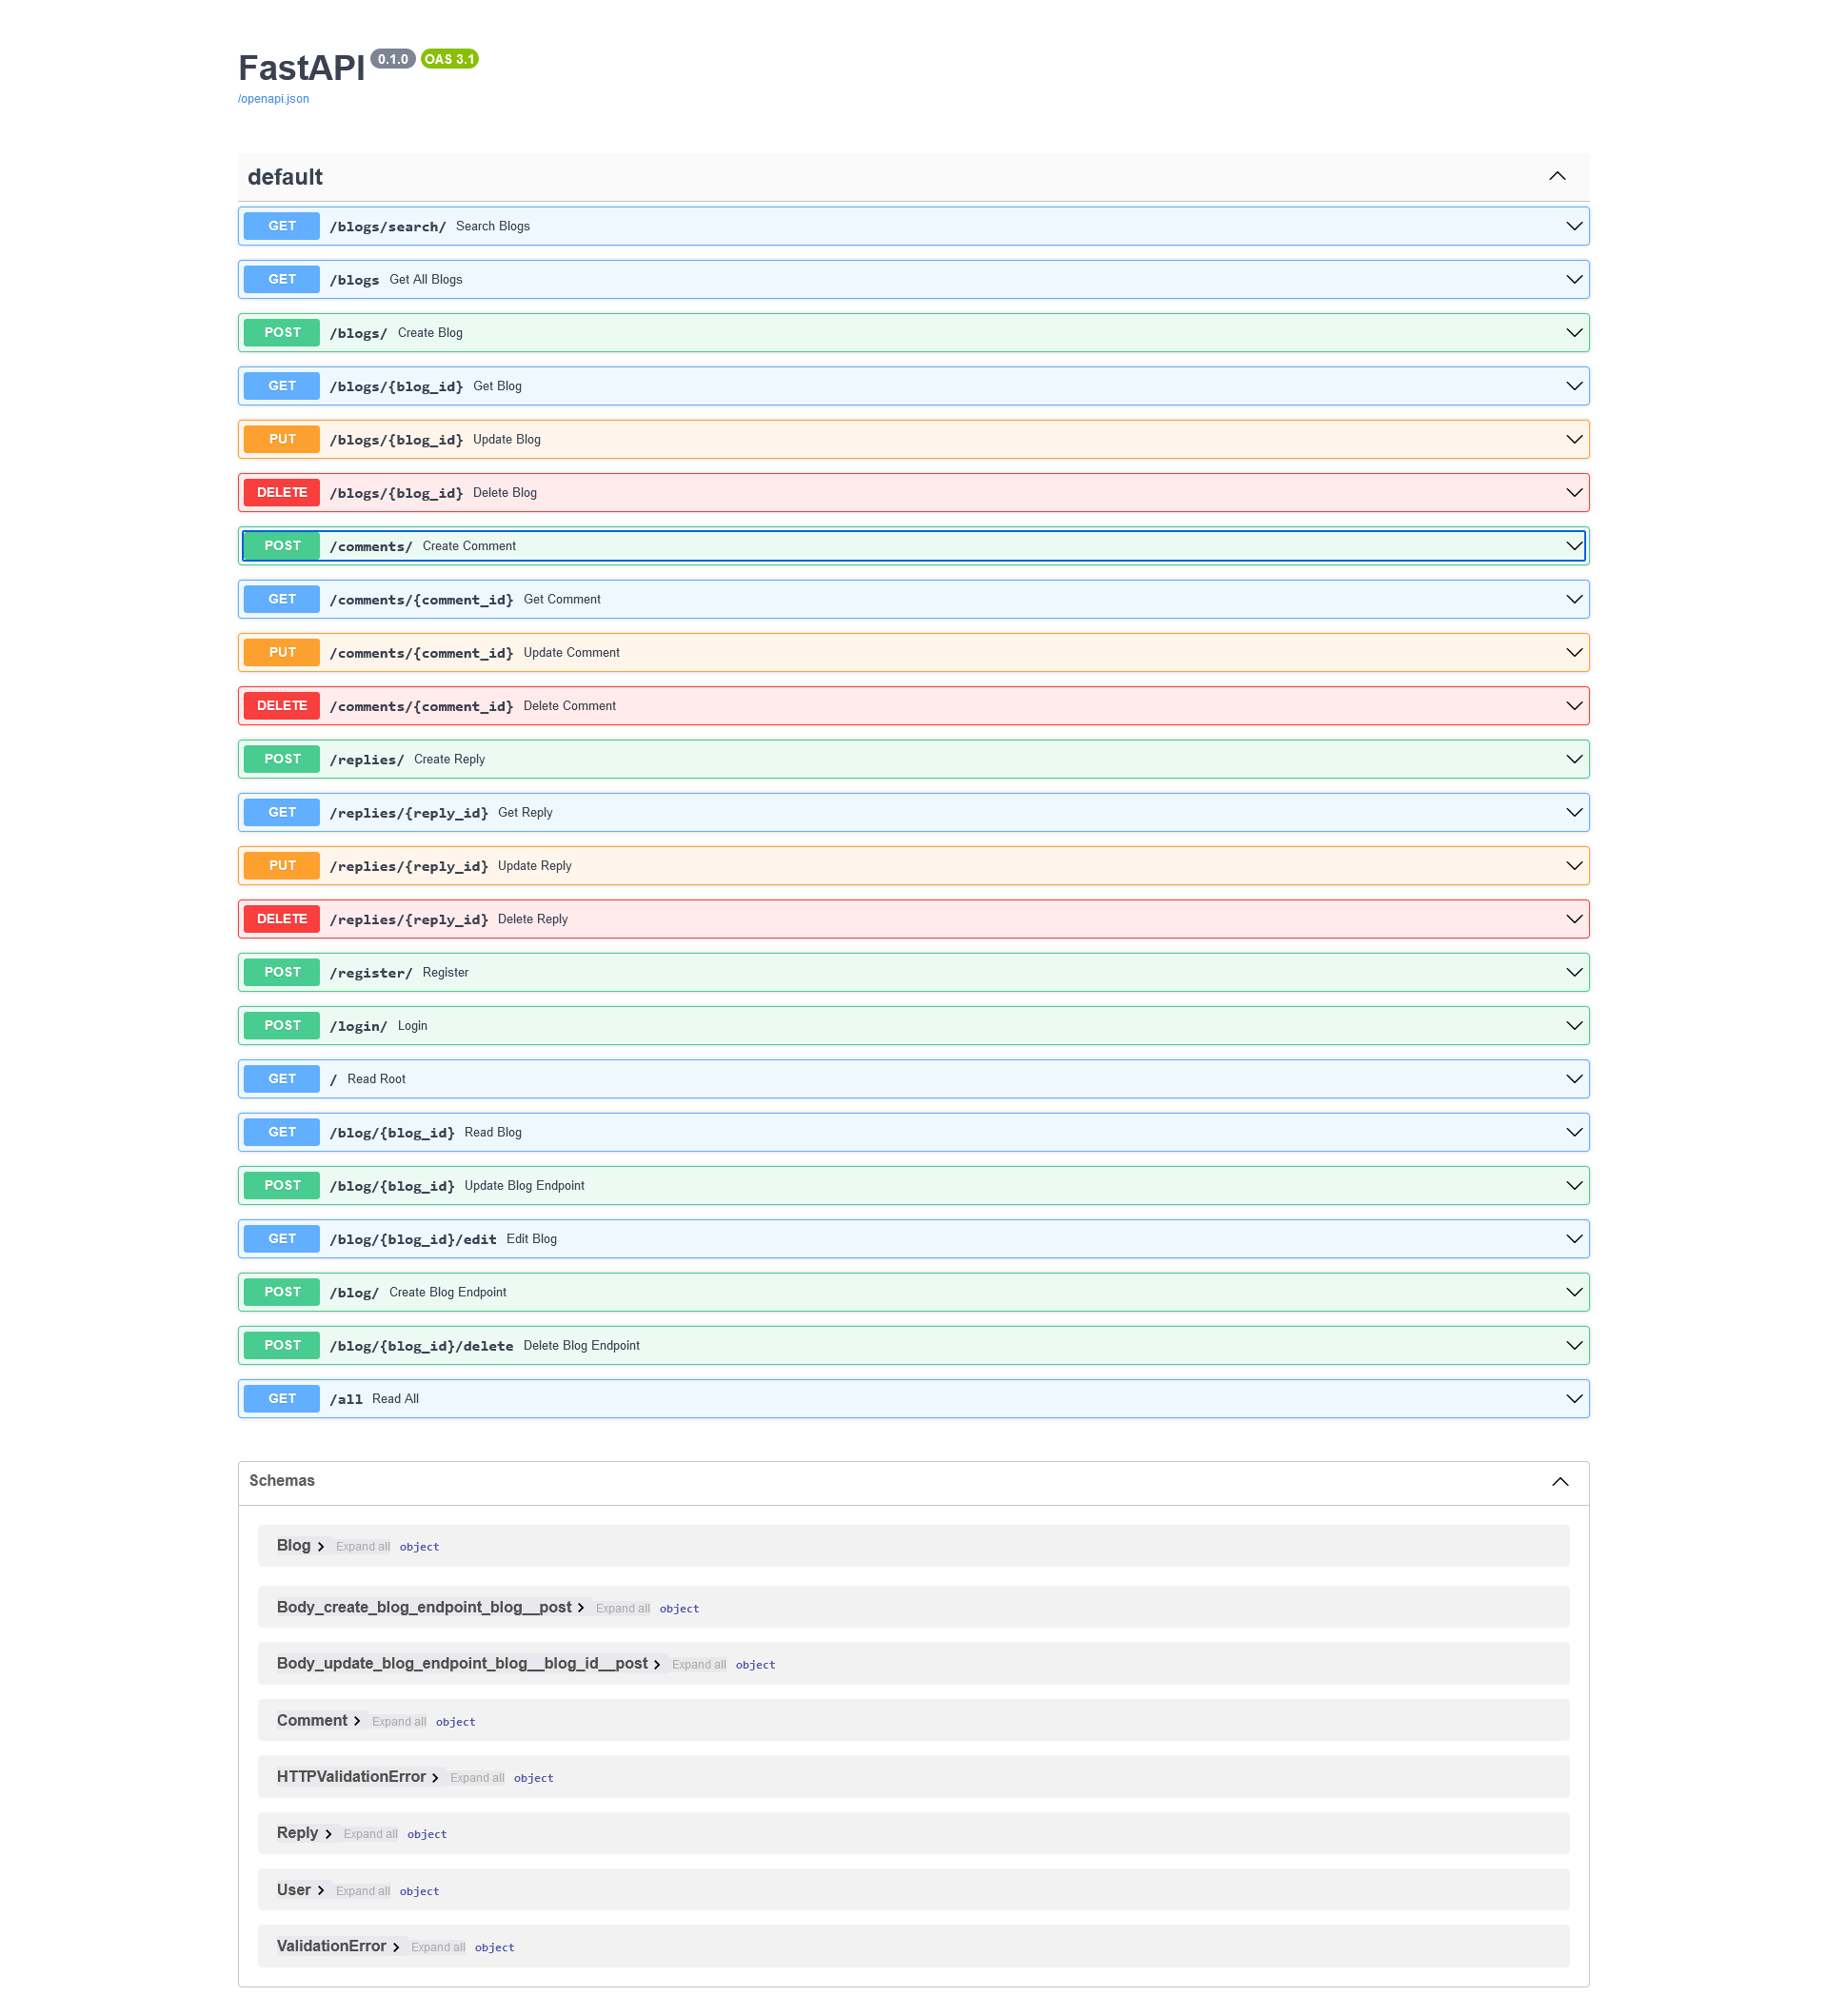 FastAPI 0.1.0 OAS 3.1
/openapi.json
default
GET /blogs/search/ Search Blogs
GET /blogs Get All Blogs
POST /blogs/ Create Blog
GET /blogs/{blog_id} Get Blog
PUT /blogs/{blog_id} Update Blog
DELETE /blogs/{blog_id} Delete Blog
POST /comments/ Create Comment
GET /comments/{comment_id} Get Comment
PUT /comments/{comment_id} Update Comment
DELETE /comments/{comment_id} Delete Comment
POST /replies/ Create Reply
GET /replies/{reply_id} Get Reply
PUT /replies/{reply_id} Update Reply
DELETE /replies/{reply_id} Delete Reply
POST /register/ Register
POST /login/ Login
GET / Read Root
GET /blog/{blog_id} Read Blog
POST /blog/{blog_id} Update Blog Endpoint
GET /blog/{blog_id}/edit Edit Blog
POST /blog/ Create Blog Endpoint
POST /blog/{blog_id}/delete Delete Blog Endpoint
GET /all Read All
Schemas
Blog Expand all object
Body_create_blog_endpoint_blog__post Expand all object
Body_update_blog_endpoint_blog__blog_id__post Expand all object
Comment Expand all object
HTTPValidationError Expand all object
Reply Expand all object
User Expand all object
ValidationError Expand all object